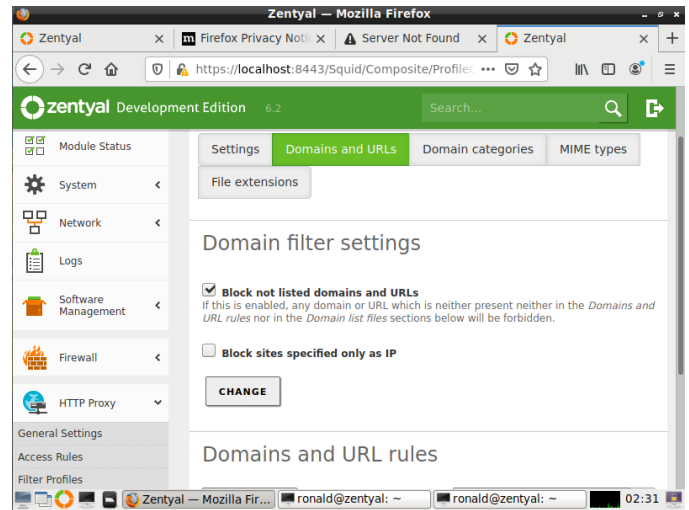 Zentyal — Mozilla Firefox
Zentyal
m Firefox Privacy Notic
Server Not Found
Zentyal
https://localhost:8443/Squid/Composite/ProfileC
zentyal Development Edition 6.2
Search...
Module Status
System
Network
Logs
Software
Management
Firewall
HTTP Proxy
General Settings
Access Rules
Filter Profiles
Settings
Domains and URLs
Domain categories
MIME types
File extensions
Domain filter settings
Block not listed domains and URLs
If this is enabled, any domain or URL which is neither present neither in the Domains and
URL rules nor in the Domain list files sections below will be forbidden.
Block sites specified only as IP
CHANGE
Domains and URL rules
Zentyal — Mozilla Fir...
ronald@zentyal: ~
ronald@zentyal: ~
02:31